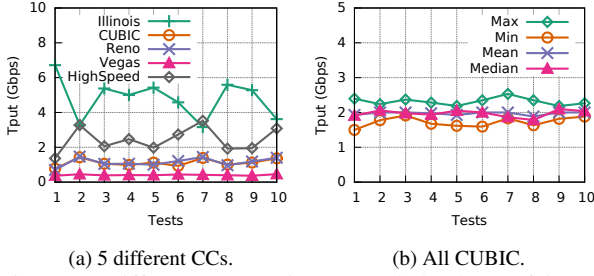 10
8
6
4
2
0
Tput (Gbps)
Illinois
CUBIC
Reno
Vegas
HighSpeed
1 2 3 4 5 6 7 8 9 10
Tests
(a) 5 different CCs.
5
4
3
2
1
0
Tput (Gbps)
Max
Min
Mean
Median
1 2 3 4 5 6 7 8 9 10
Tests
(b) All CUBIC.